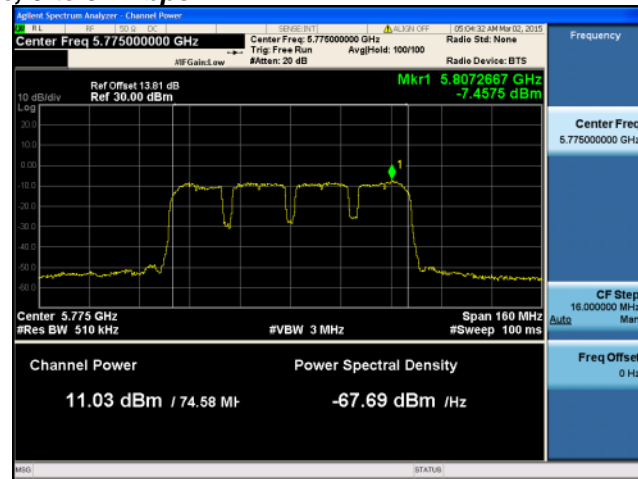 Agilent Spectrum Analyzer - Channel Power
RL RF 50 Ω DC SENSE:INT ALIGN OFF 05:04:32 AM Mar 02, 2015
Center Freq 5.775000000 GHz
Center Freq: 5.775000000 GHz
Radio Std: None
Trig: Free Run Avg|Hold: 100/100
#IFGain:Low #Atten: 20 dB Radio Device: BTS
Ref Offset 13.81 dB
10 dB/div Ref 30.00 dBm
Mkr1 5.8072667 GHz
-7.4575 dBm
Log
20.0
10.0
0.00
-10.0
-20.0
-30.0
-40.0
-50.0
-60.0
1
Center 5.775 GHz Span 160 MHz
#Res BW 510 kHz #VBW 3 MHz #Sweep 100 ms
Channel Power Power Spectral Density
11.03 dBm / 74.58 MH -67.69 dBm /Hz
MSG STATUS
Frequency
Center Freq
5.775000000 GHz
CF Step
16.000000 MHz
Auto Man
Freq Offset
0 Hz